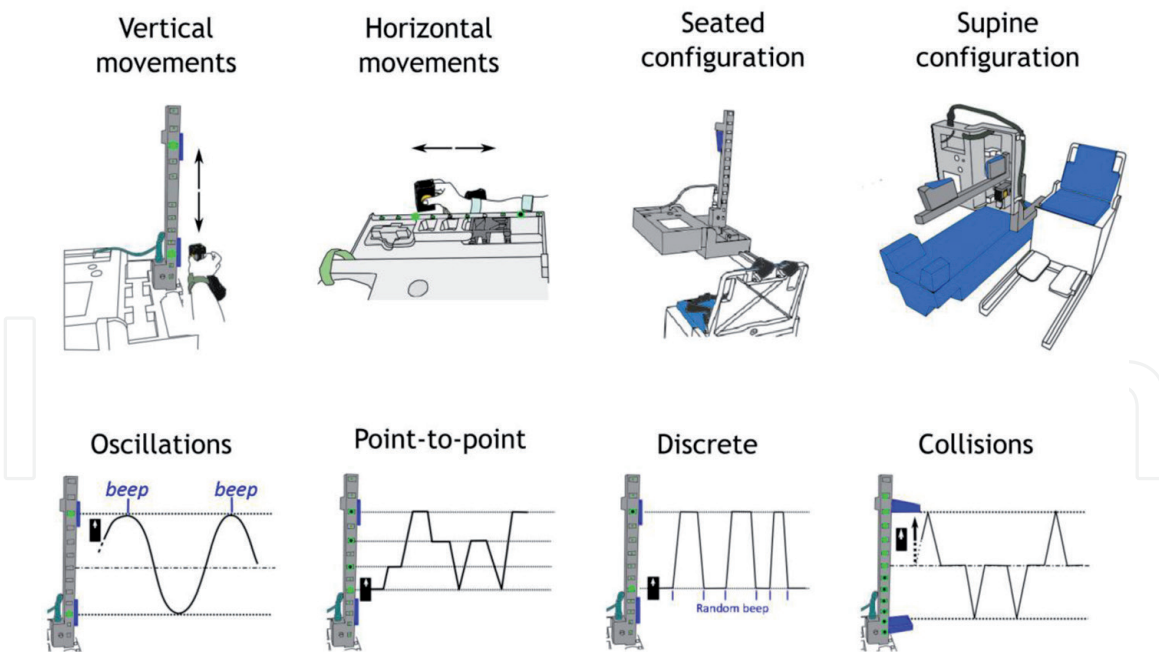 Vertical
movements
Horizontal
movements
Seated
configuration
Supine
configuration
Oscillations
beep
beep
Point-to-point
Discrete
Random beep
Collisions